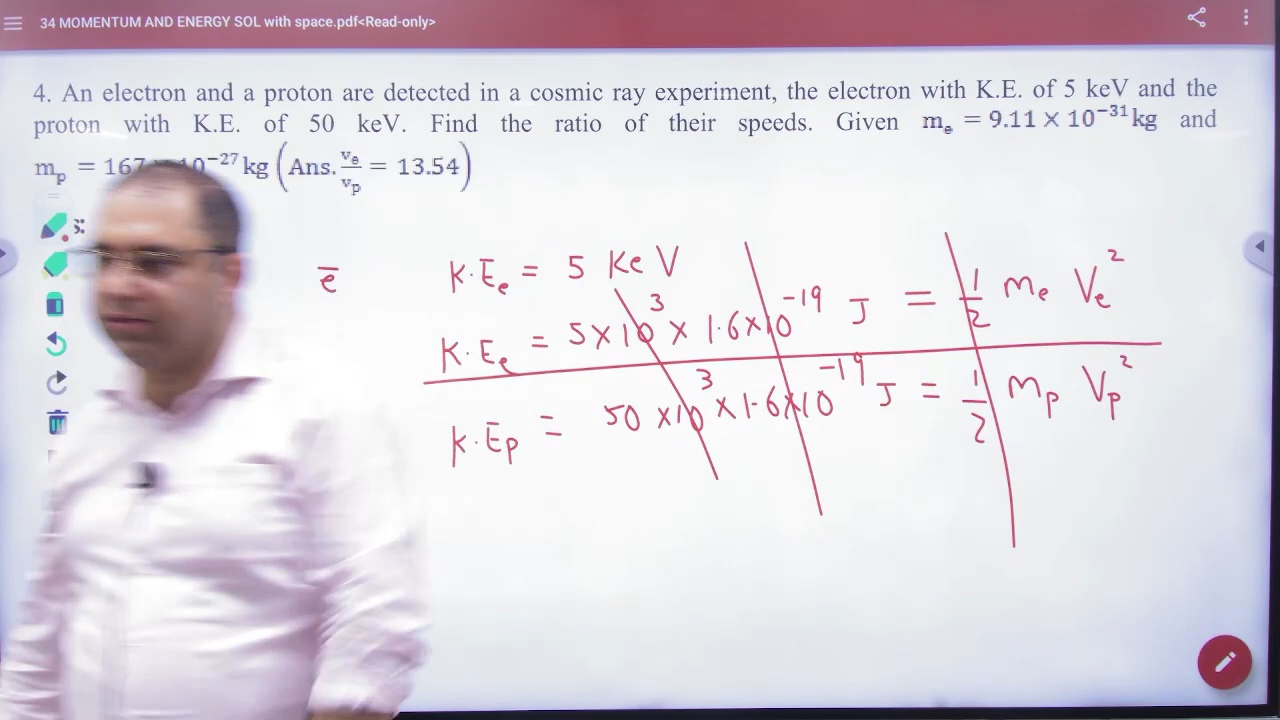 34 MOMENTUM AND ENERGY SOL with space.pdf<Read-only>
4. An electron and a proton are detected in a cosmic ray experiment, the electron with K.E. of 5 keV and the
proton with K.E. of 50 keV. Find the ratio of their speeds. Given mₑ = 9.11 × 10⁻³¹ kg and
mₚ = 167 10⁻²⁷ kg (Ans. vₑ/vₚ = 13.54)
s:
ē K.Eₑ = 5 KeV
K.Eₑ = 5×10³ × 1.6×10⁻¹⁹ J = 1/2 mₑ Vₑ²
K.Eₚ = 50 ×10³ ×1.6×10⁻¹⁹ J = 1/2 mₚ Vₚ²